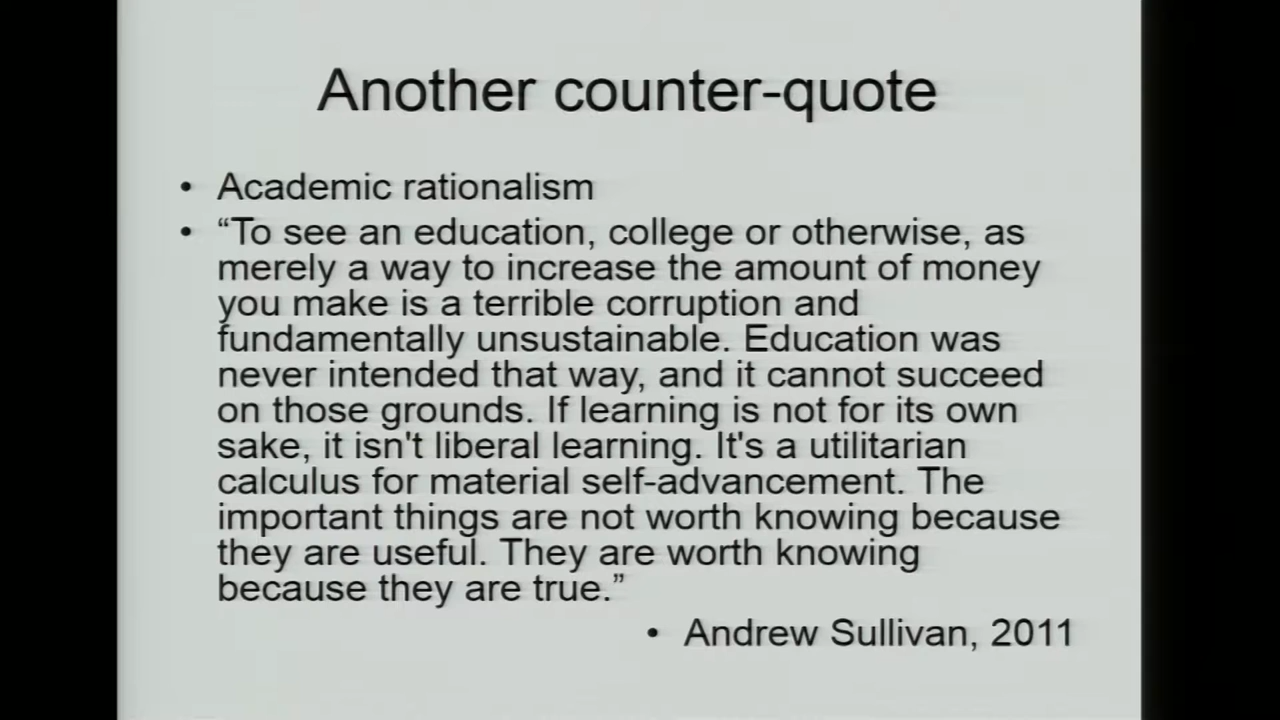 Another counter-quote
• Academic rationalism
• “To see an education, college or otherwise, as
merely a way to increase the amount of money
you make is a terrible corruption and
fundamentally unsustainable. Education was
never intended that way, and it cannot succeed
on those grounds. If learning is not for its own
sake, it isn't liberal learning. It's a utilitarian
calculus for material self-advancement. The
important things are not worth knowing because
they are useful. They are worth knowing
because they are true.”
• Andrew Sullivan, 2011